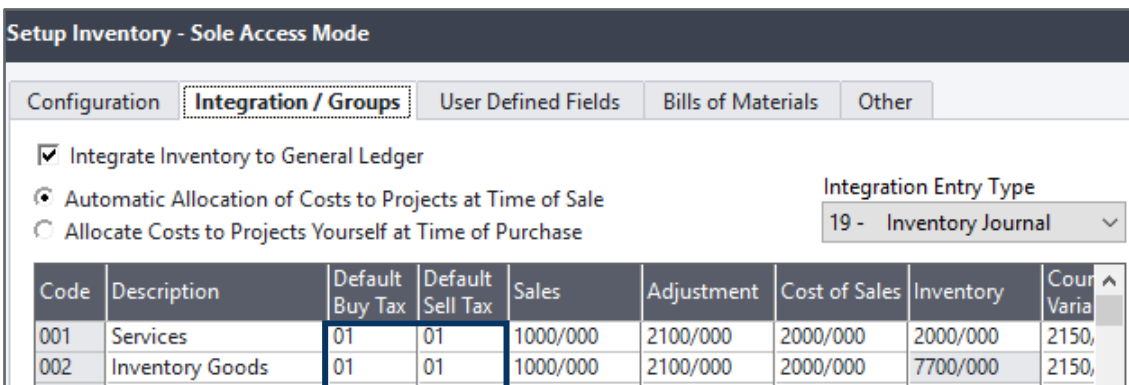 Setup Inventory - Sole Access Mode
Configuration Integration / Groups User Defined Fields Bills of Materials Other
Integrate Inventory to General Ledger
Automatic Allocation of Costs to Projects at Time of Sale
Allocate Costs to Projects Yourself at Time of Purchase
Integration Entry Type
19 - Inventory Journal
Code Description Default Buy Tax Default Sell Tax Sales Adjustment Cost of Sales Inventory Cour Varia
001 Services 01 01 1000/000 2100/000 2000/000 2000/000 2150,
002 Inventory Goods 01 01 1000/000 2100/000 2000/000 7700/000 2150,